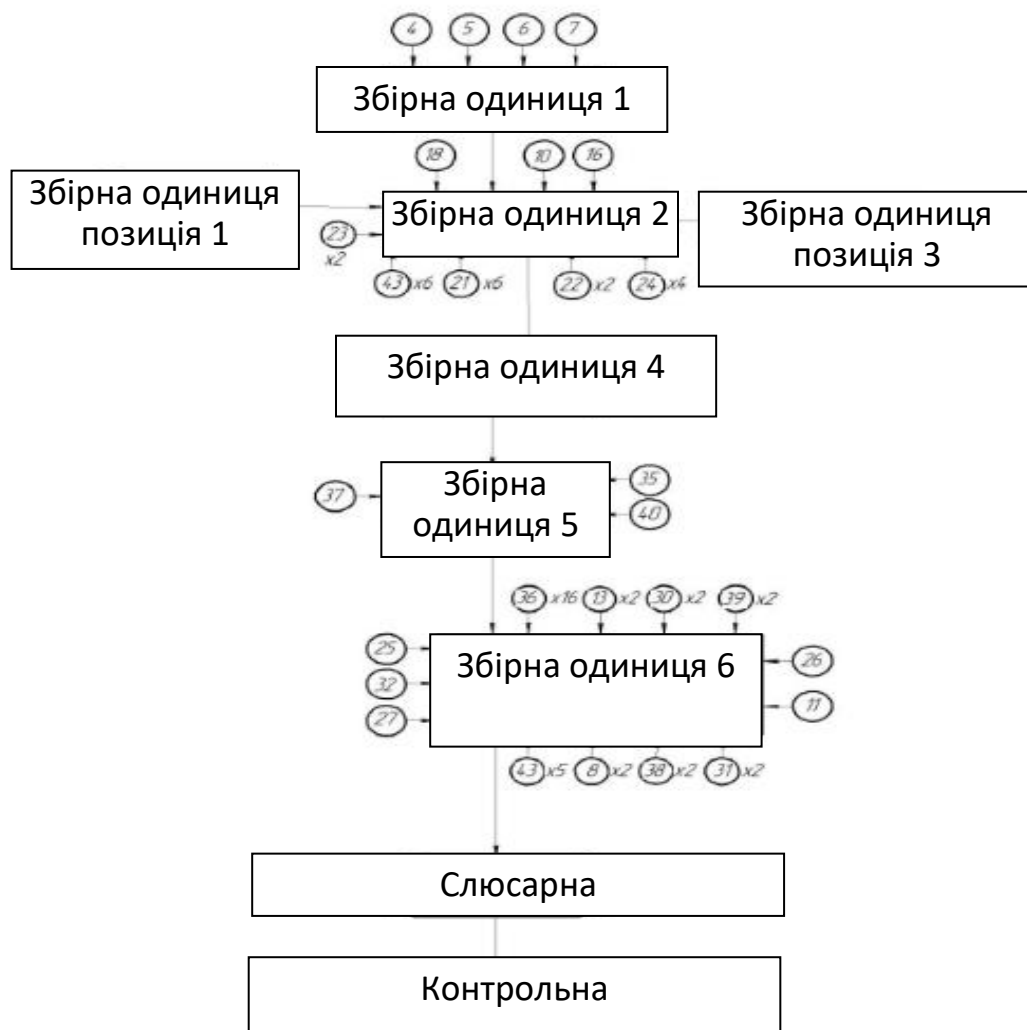 4 5 6 7
Збірна одиниця 1
18 10 16
Збірна одиниця
позиція 1
Збірна одиниця 2
Збірна одиниця
позиція 3
23
x2
43 x6 21 x6 22 x2 24 x4
Збірна одиниця 4
37
Збірна
одиниця 5
35
40
36 x16 13 x2 30 x2 39 x2
25
32
27
Збірна одиниця 6
26
11
43 x5 8 x2 38 x2 31 x2
Слюсарна
Контрольна